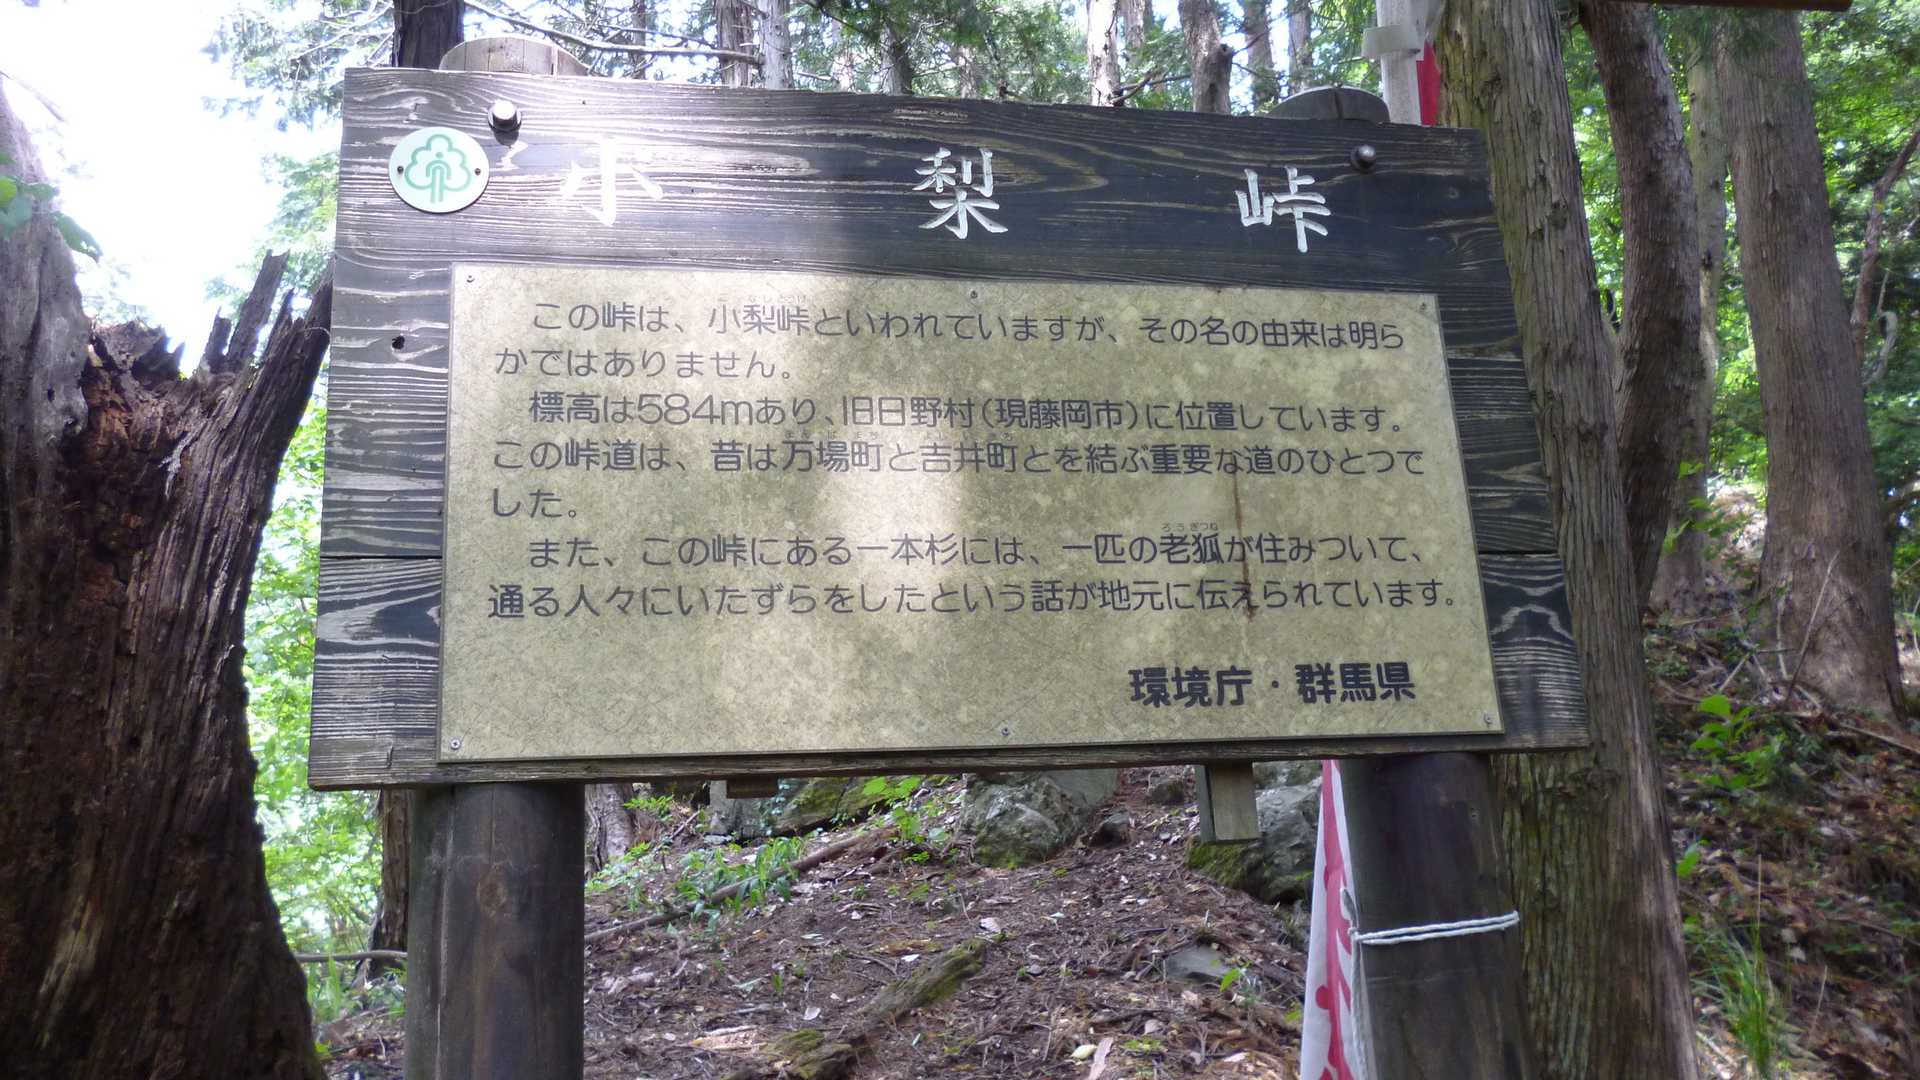 小梨峠
この峠は、小梨峠といわれていますが、その名の由来は明ら
かではありません。
標高は584mあり、旧日野村(現藤岡市)に位置しています。
この峠道は、昔は万場町と吉井町とを結ぶ重要な道のひとつで
した。
また、この峠にある一本杉には、一匹の老狐が住みついて、
通る人々にいたずらをしたという話が地元に伝えられています。
環境庁・群馬県